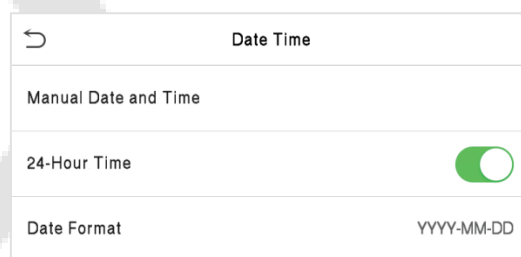 Date Time
Manual Date and Time
24-Hour Time
Date Format YYYY-MM-DD